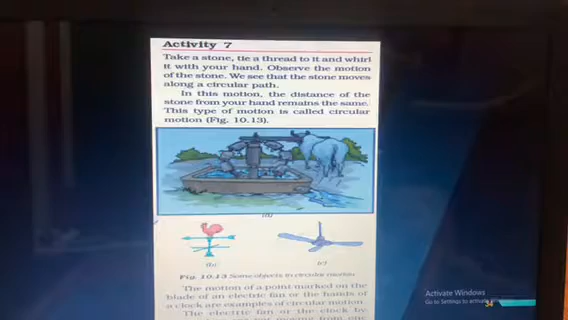 Activity 7
Take a stone, tie a thread to it and whirl
it with your hand. Observe the motion
of the stone. We see that the stone moves
along a circular path.
In this motion, the distance of the
stone from your hand remains the same.
This type of motion is called circular
motion (Fig. 10.13).
(a)
(b)
(c)
Fig. 10.13 Some objects in circular motion
The motion of a point marked on the
blade of an electric fan or the hands of
a clock are examples of circular motion.
The electric fan or the clock by
Activate Windows
Go to Settings to activate
34